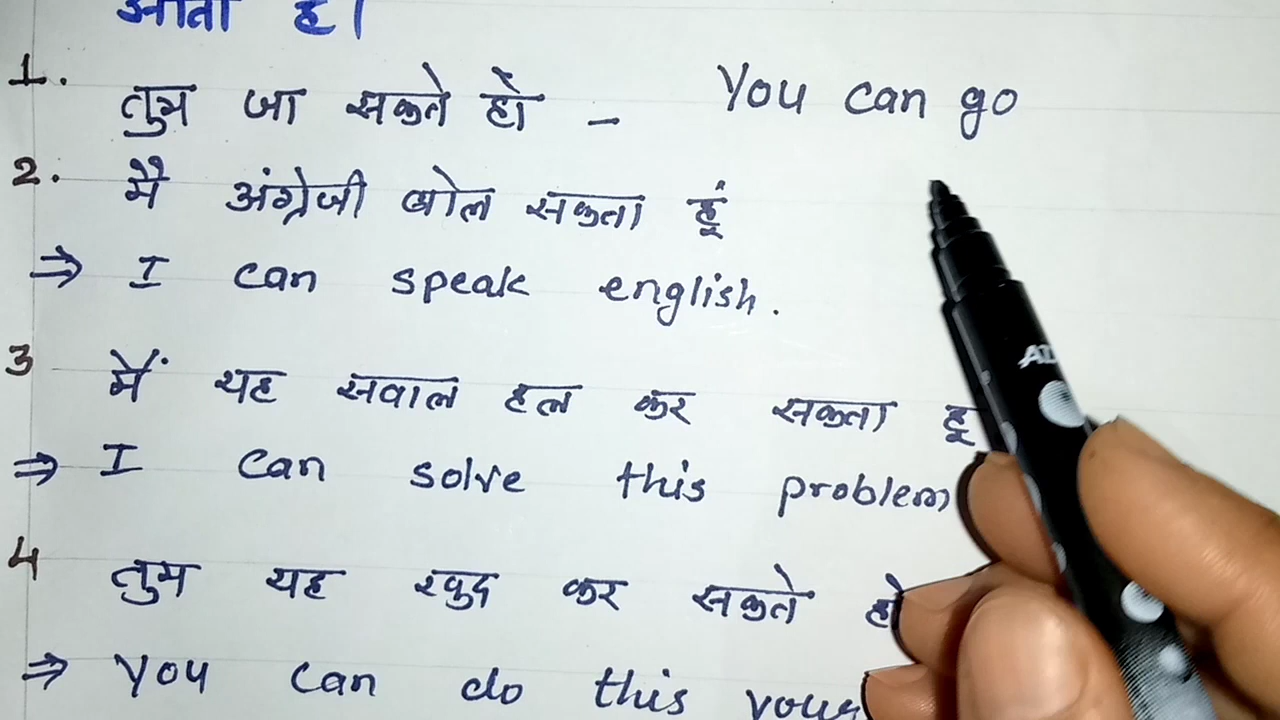 आता है।
1. तुम जा सकते हो – You can go
2. मै अंग्रेजी बोल सकता हूं
⇒ I can speak english.
3 मैं यह सवाल हल कर सकता हू
⇒ I can solve this problem
4 तुम यह खुद कर सकते हो
⇒ You can do this